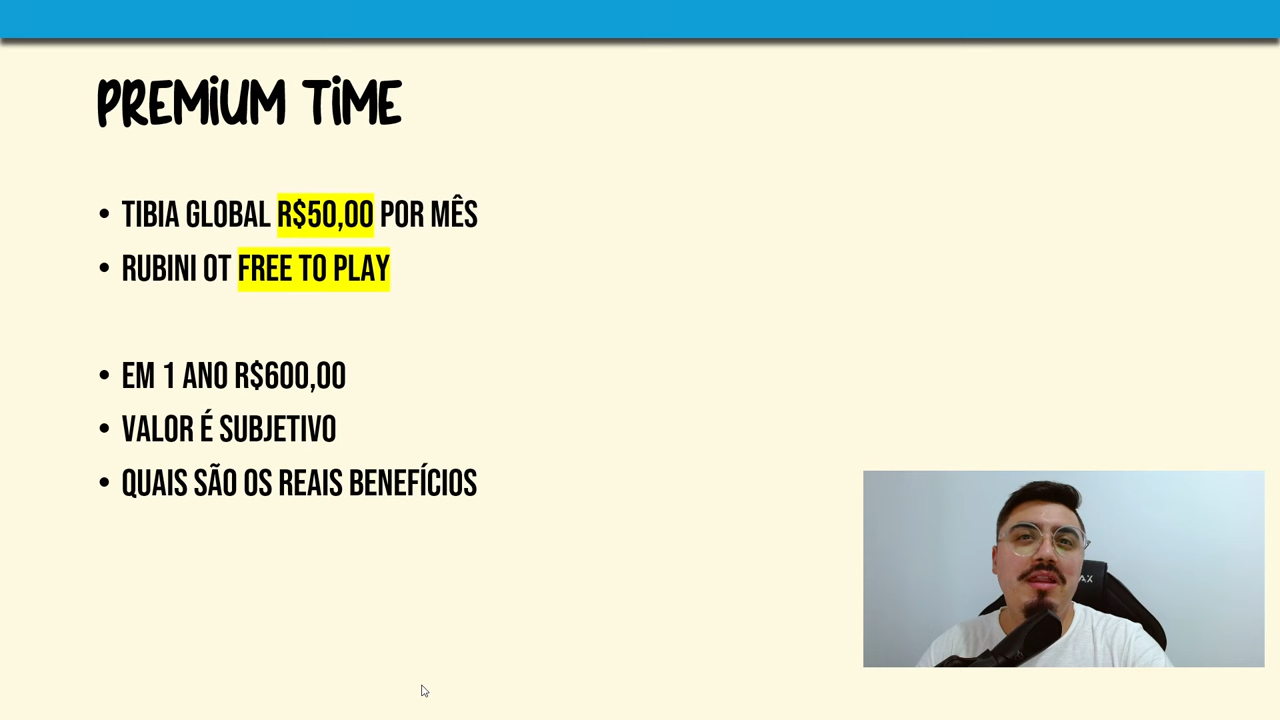 PREMIUM TIME
• TIBIA GLOBAL R$50,00 POR MÊS
• RUBINI OT FREE TO PLAY
• EM 1 ANO R$600,00
• VALOR É SUBJETIVO
• QUAIS SÃO OS REAIS BENEFÍCIOS
AX